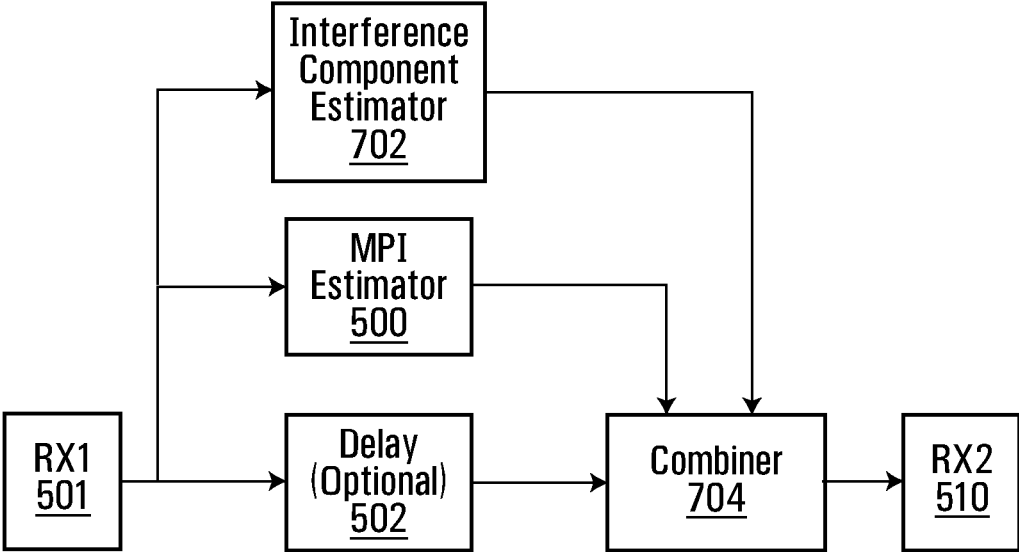 Interference
Component
Estimator
702
MPI
Estimator
500
RX1
501
Delay
(Optional)
502
Combiner
704
RX2
510